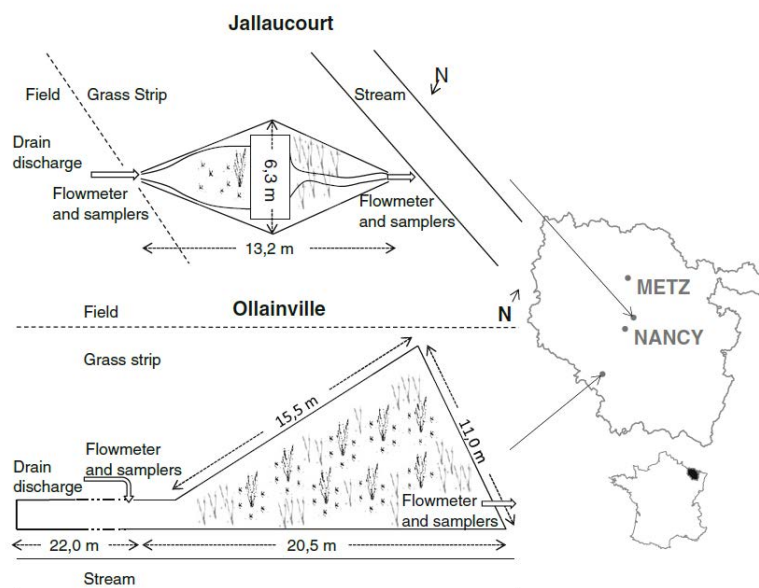 Jallaucourt
N
Field
Grass Strip
Stream
Drain
discharge
Flowmeter
and samplers
6,3 m
Flowmeter
and samplers
13,2 m
METZ
NANCY
Field
Ollainville
N
Grass strip
15,5 m
11,0 m
Flowmeter
and samplers
Drain
discharge
Flowmeter
and samplers
22,0 m
20,5 m
Stream